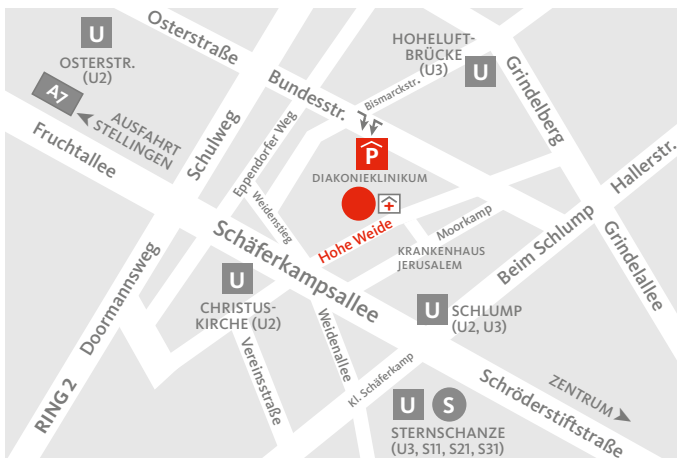 Osterstraße
U
OSTERSTR.
(U2)
A7
AUSFAHRT
STELLINGEN
Fruchtallee
Schulweg
Eppendorfer Weg
Weidenstieg
Bundesstr.
Bismarckstr.
HOHELUFT-
BRÜCKE
(U3)
U
Grindelberg
Hallerstr.
P
DIAKONIEKLINIKUM
Hohe Weide
Moorkamp
KRANKENHAUS
JERUSALEM
Beim Schlump
Grindelallee
Schäferkampsallee
Doormannsweg
RING 2
U
CHRISTUS-
KIRCHE (U2)
Vereinsstraße
Weidenallee
Kl. Schäferkamp
U
SCHLUMP
(U2, U3)
Schröderstiftstraße
ZENTRUM
U
S
STERNSCHANZE
(U3, S11, S21, S31)